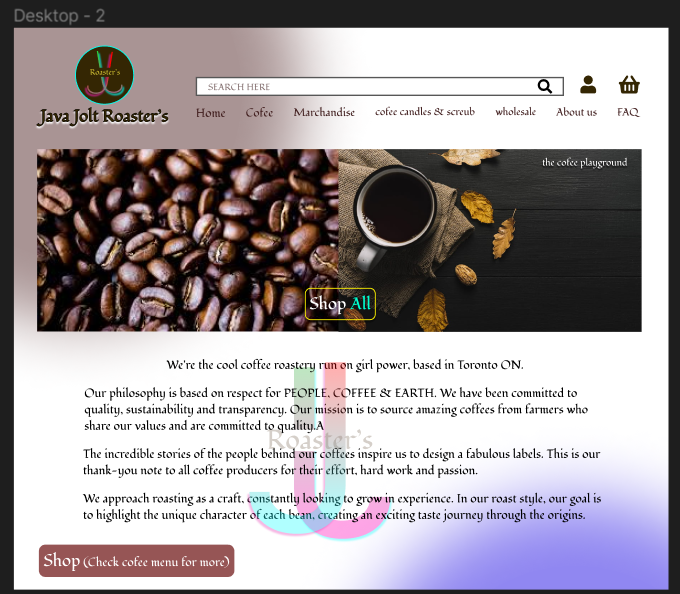 Desktop - 2
Roaster's
Java Jolt Roaster's
SEARCH HERE
Home Cofee Marchandise cofee candles & screub wholesale About us FAQ
the cofee playground
Shop All
We're the cool coffee roastery run on girl power, based in Toronto ON.
Our philosophy is based on respect for PEOPLE, COFFEE & EARTH. We have been committed to
quality, sustainability and transparency. Our mission is to source amazing coffees from farmers who
share our values and are committed to quality.A
Roaster's
The incredible stories of the people behind our coffees inspire us to design a fabulous labels. This is our
thank-you note to all coffee producers for their effort, hard work and passion.
We approach roasting as a craft, constantly looking to grow in experience. In our roast style, our goal is
to highlight the unique character of each bean, creating an exciting taste journey through the origins.
Shop (Check cofee menu for more)